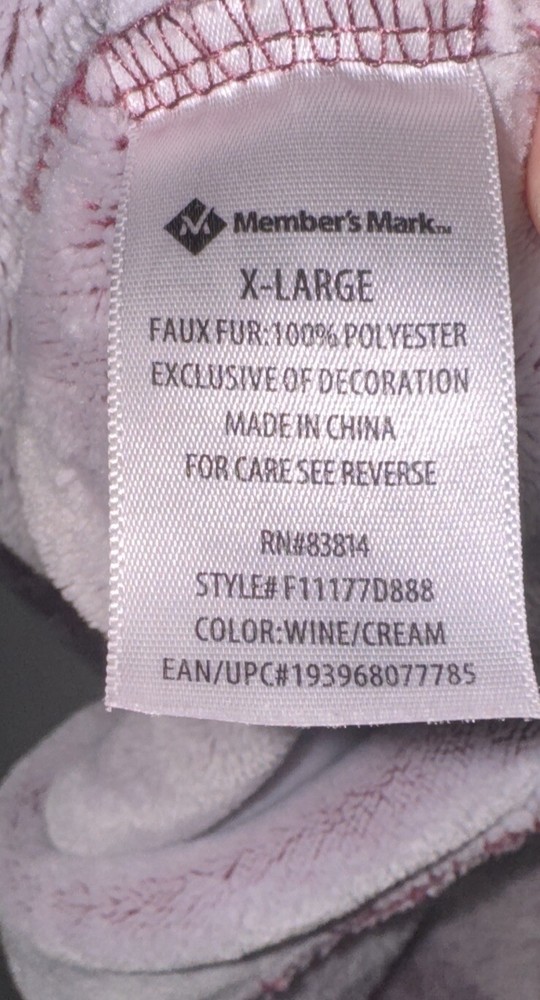 Member's Mark™
X-LARGE
FAUX FUR:100% POLYESTER
EXCLUSIVE OF DECORATION
MADE IN CHINA
FOR CARE SEE REVERSE
RN#83814
STYLE# F11177D888
COLOR:WINE/CREAM
EAN/UPC#193968077785